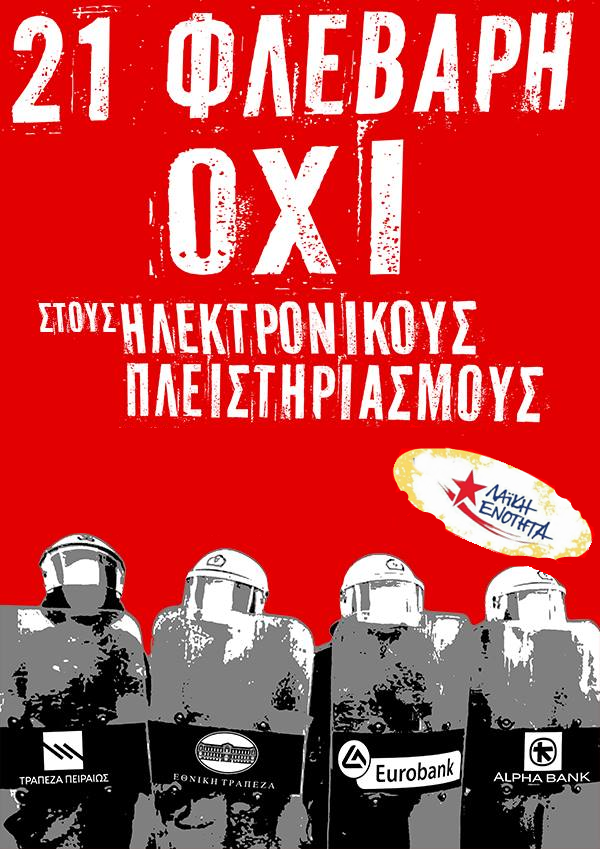 21 ΦΛΕΒΑΡΗ
ΟΧΙ
ΣΤΟΥΣ ΗΛΕΚΤΡΟΝΙΚΟΥΣ
ΠΛΕΙΣΤΗΡΙΑΣΜΟΥΣ
ΛΑΪΚΗ
ΕΝΟΤΗΤΑ
ΤΡΑΠΕΖΑ ΠΕΙΡΑΙΩΣ
ΕΘΝΙΚΗ ΤΡΑΠΕΖΑ
Eurobank
ALPHA BANK